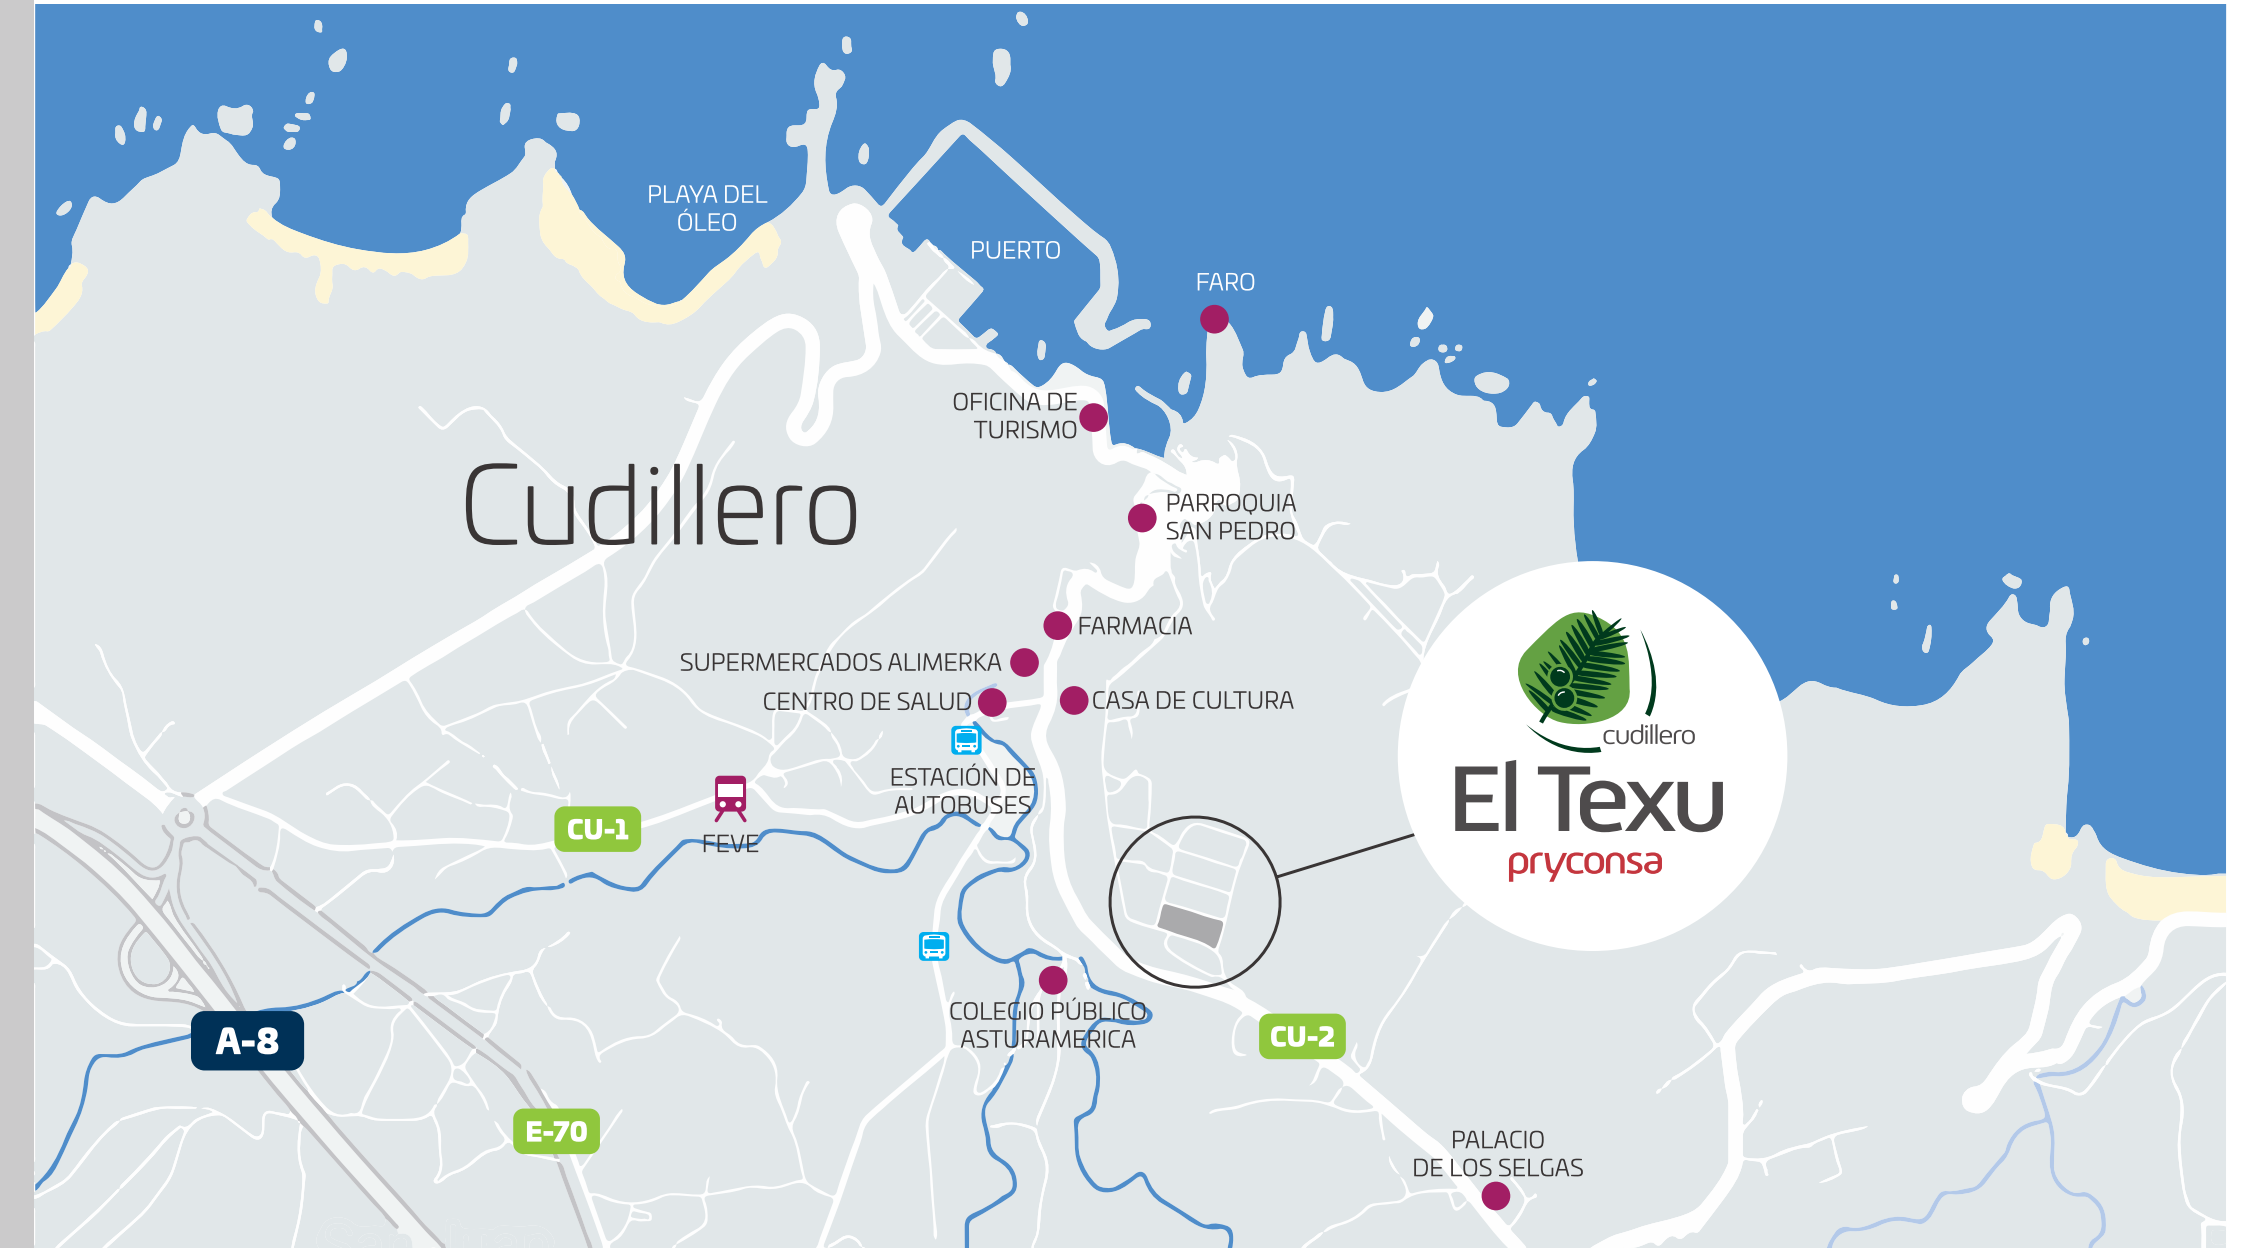 PLAYA DEL
ÓLEO
PUERTO
FARO
OFICINA DE
TURISMO
Cudillero
PARROQUIA
SAN PEDRO
FARMACIA
SUPERMERCADOS ALIMERKA
CENTRO DE SALUD
CASA DE CULTURA
cudillero
El Texu
pryconsa
ESTACIÓN DE
AUTOBUSES
CU-1
FEVE
COLEGIO PÚBLICO
ASTURAMERICA
A-8
CU-2
E-70
PALACIO
DE LOS SELGAS